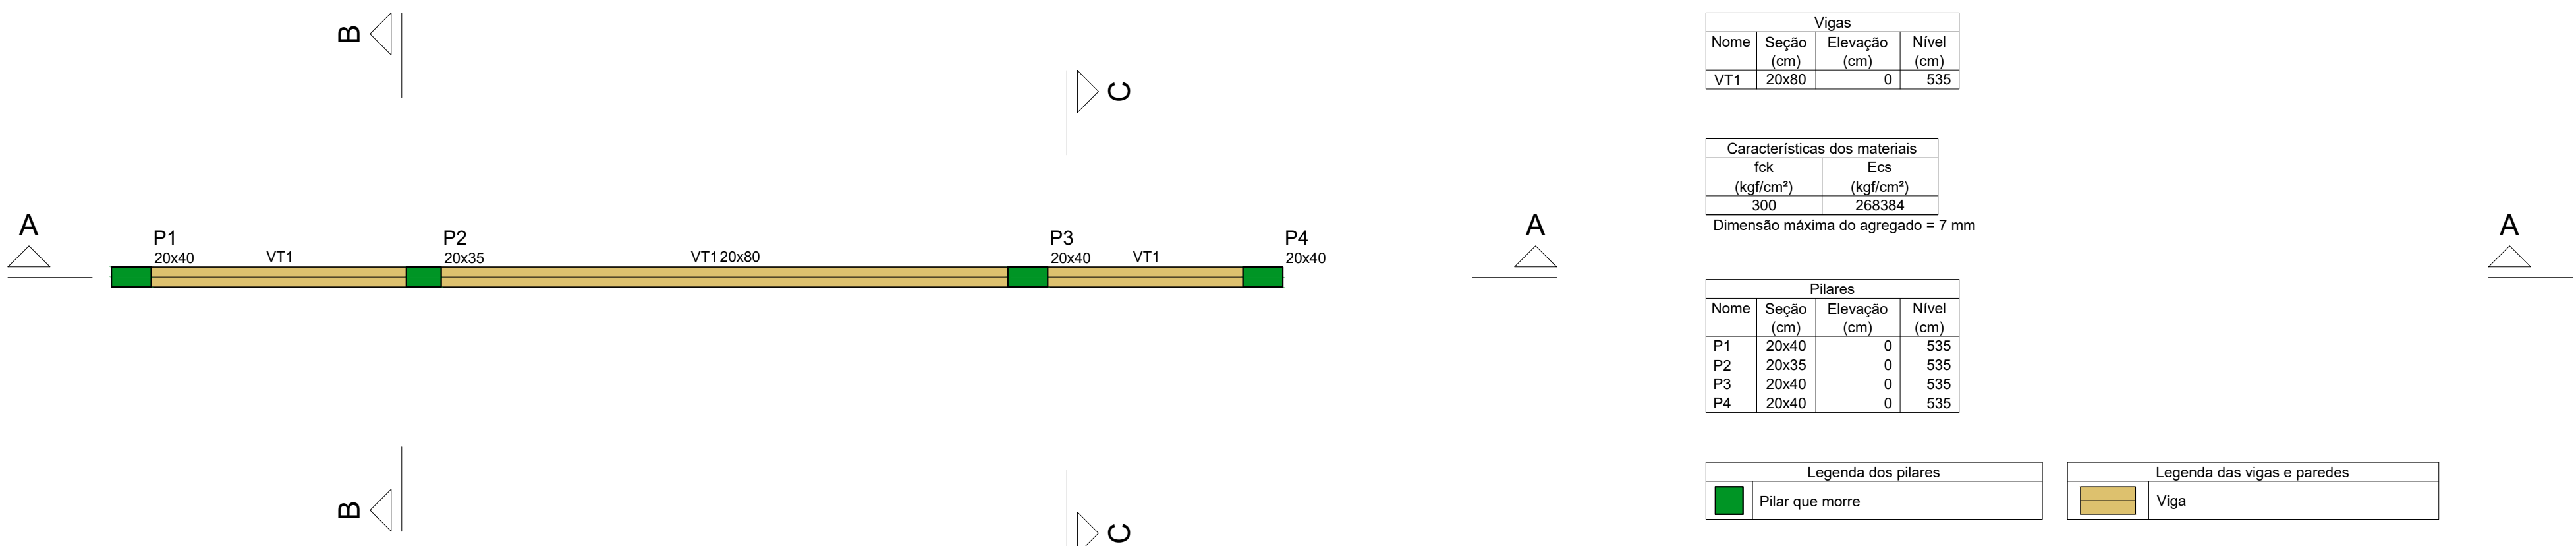 B
C
A
P1
20x40
VT1
P2
20x35
VT1 20x80
P3
20x40
VT1
P4
20x40
A
A
B
C
Vigas
Nome Seção Elevação Nível
(cm) (cm) (cm)
VT1 20x80 0 535
Características dos materiais
fck Ecs
(kgf/cm²) (kgf/cm²)
300 268384
Dimensão máxima do agregado = 7 mm
Pilares
Nome Seção Elevação Nível
(cm) (cm) (cm)
P1 20x40 0 535
P2 20x35 0 535
P3 20x40 0 535
P4 20x40 0 535
Legenda dos pilares
Pilar que morre
Legenda das vigas e paredes
Viga